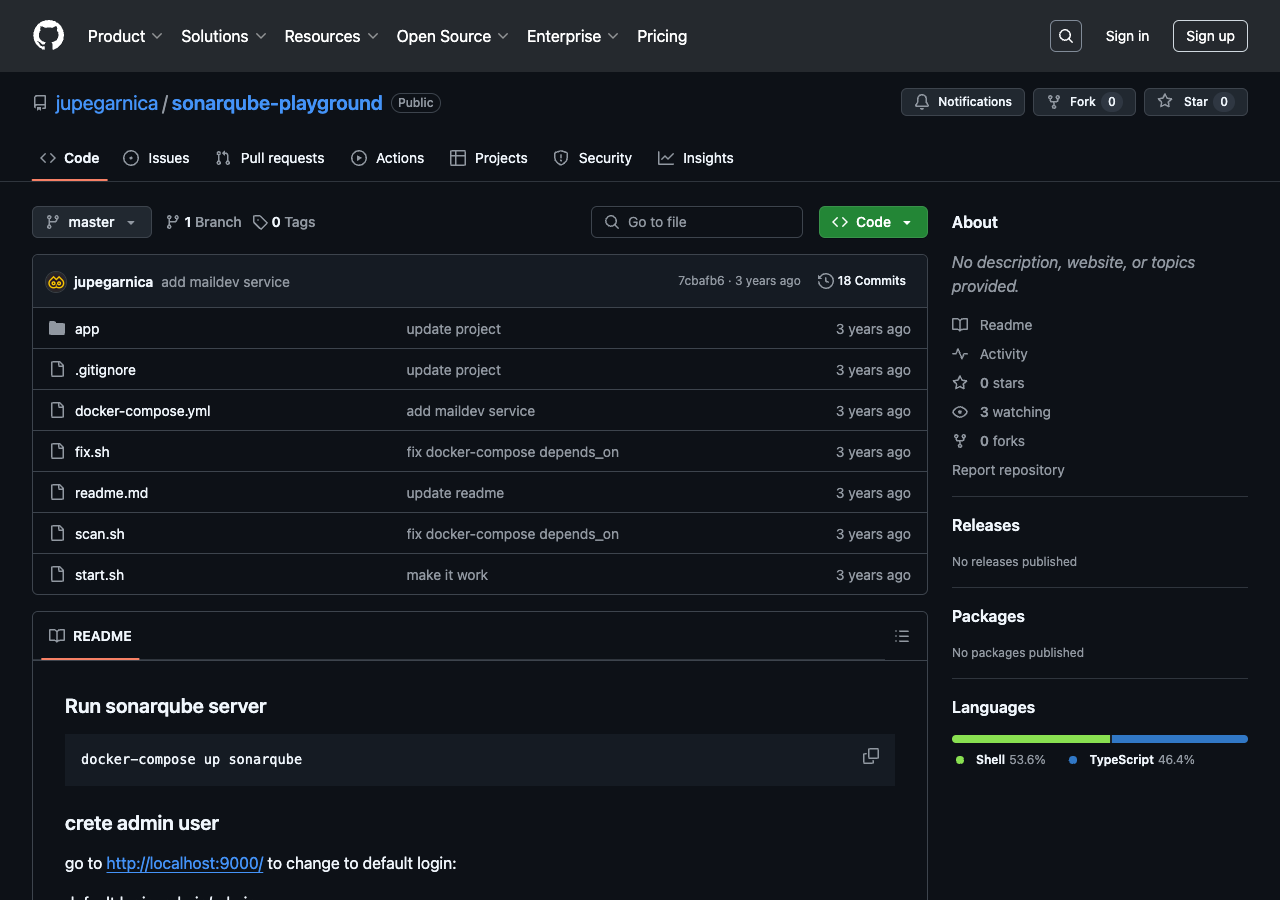 Product Solutions Resources Open Source Enterprise Pricing Sign in Sign up
jupegarnica / sonarqube-playground Public Notifications Fork 0 Star 0
Code Issues Pull requests Actions Projects Security Insights
master 1 Branch 0 Tags Go to file Code
jupegarnica add maildev service 7cbafb6 · 3 years ago 18 Commits
app update project 3 years ago
.gitignore update project 3 years ago
docker-compose.yml add maildev service 3 years ago
fix.sh fix docker-compose depends_on 3 years ago
readme.md update readme 3 years ago
scan.sh fix docker-compose depends_on 3 years ago
start.sh make it work 3 years ago
README
Run sonarqube server
docker-compose up sonarqube
crete admin user
go to http://localhost:9000/ to change to default login:
About
No description, website, or topics
provided.
Readme
Activity
0 stars
3 watching
0 forks
Report repository
Releases
No releases published
Packages
No packages published
Languages
Shell 53.6% TypeScript 46.4%